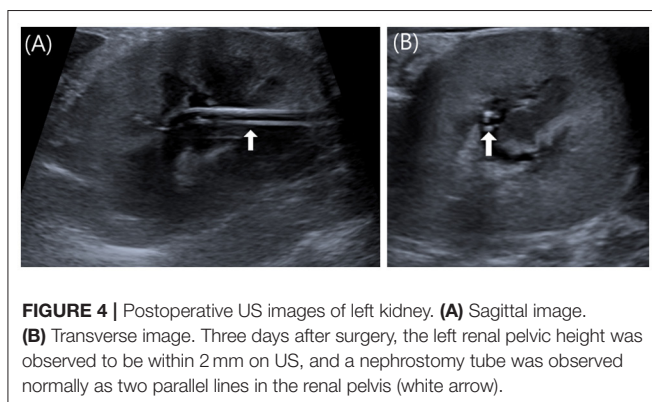 (A)
(B)
FIGURE 4 | Postoperative US images of left kidney. (A) Sagittal image.
(B) Transverse image. Three days after surgery, the left renal pelvic height was
observed to be within 2 mm on US, and a nephrostomy tube was observed
normally as two parallel lines in the renal pelvis (white arrow).